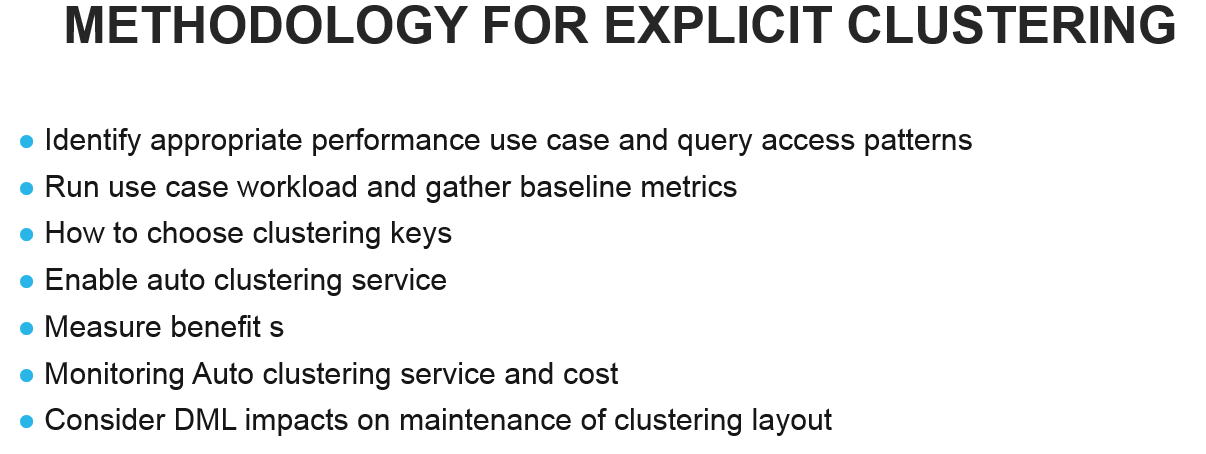 METHODOLOGY FOR EXPLICIT CLUSTERING
● Identify appropriate performance use case and query access patterns
● Run use case workload and gather baseline metrics
● How to choose clustering keys
● Enable auto clustering service
● Measure benefit s
● Monitoring Auto clustering service and cost
● Consider DML impacts on maintenance of clustering layout